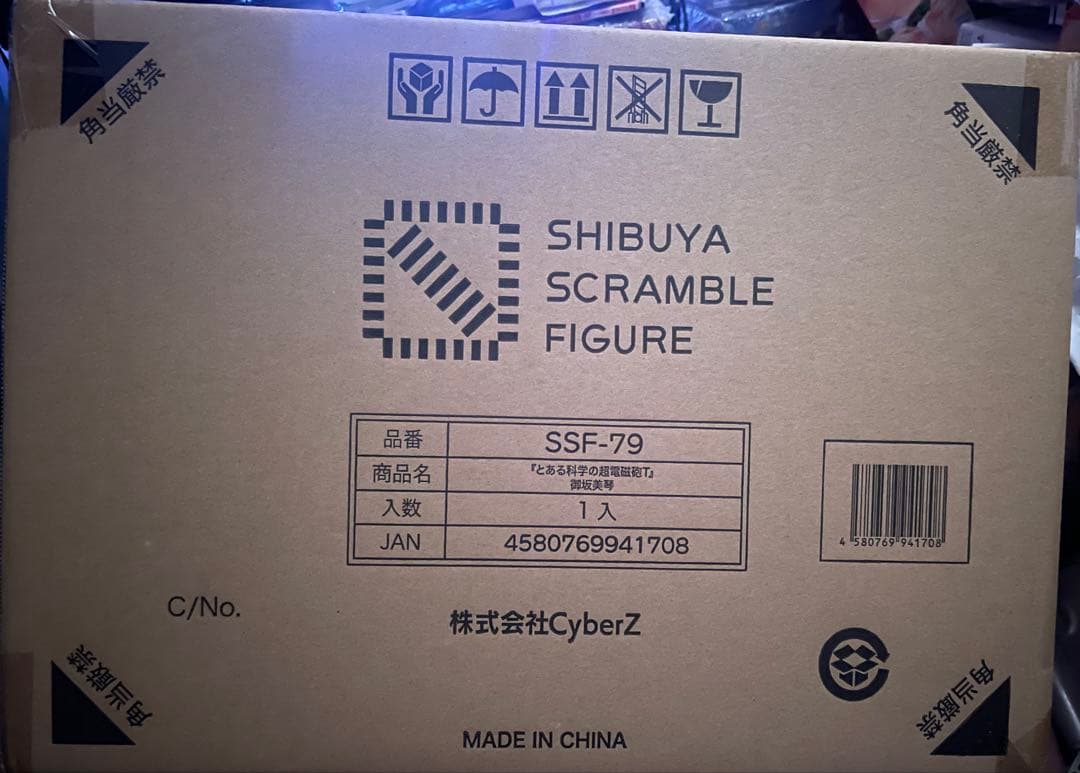 角当厳禁
角当厳禁
SHIBUYA
SCRAMBLE
FIGURE
品番 SSF-79
商品名 『とある科学の超電磁砲T』
御坂美琴
入数 1 入
JAN 4580769941708
4 580769 941708
C/No.
株式会社CyberZ
角当厳禁
角当厳禁
MADE IN CHINA